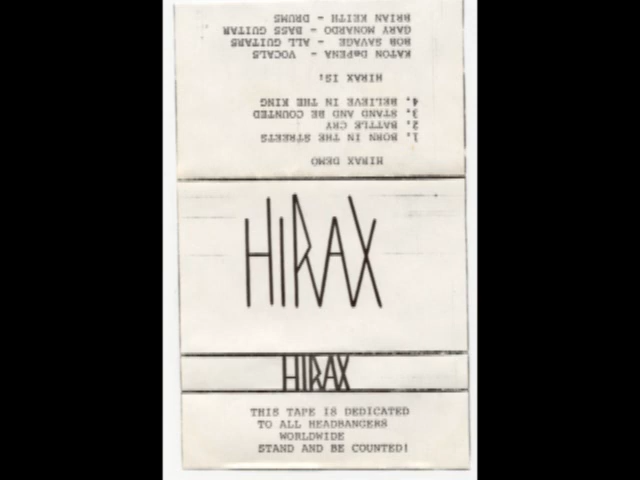 HIRAX DEMO
1. BORN IN THE STREETS
2. BATTLE CRY
3. STAND AND BE COUNTED
4. BELIEVE IN THE KING
HIRAX IS:
KATON DePENA - VOCALS
BOB SAVAGE - ALL GUITARS
GARY MONARDO - BASS GUITAR
BRIAN KEITH - DRUMS
HIRAX
HIRAX
THIS TAPE IS DEDICATED
TO ALL HEADBANGERS
WORLDWIDE
STAND AND BE COUNTED!